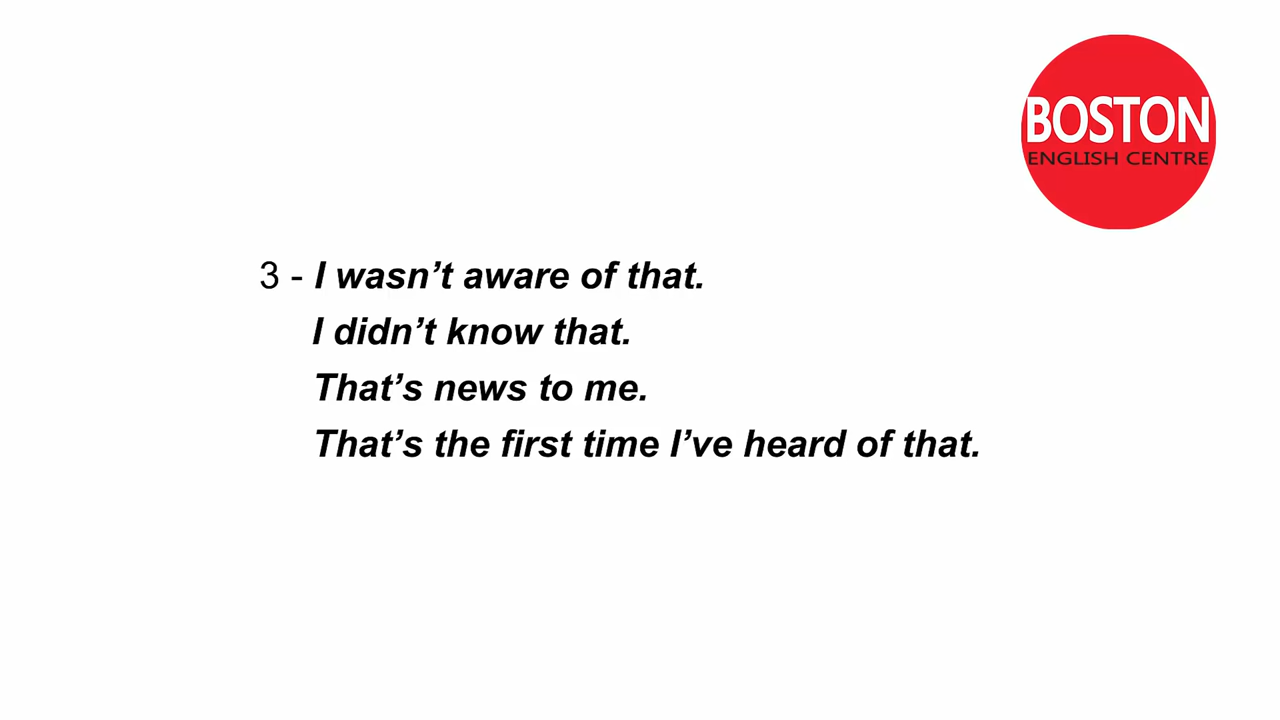 BOSTON
ENGLISH CENTRE
3 - I wasn’t aware of that.
I didn’t know that.
That’s news to me.
That’s the first time I’ve heard of that.